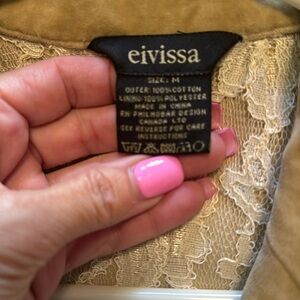 eivissa
SIZE: M
OUTER: 100% COTTON
LINING: 100% POLYESTER
MADE IN CHINA
RN: PHILMOBAR DESIGN
CANADA LTD
SEE REVERSE FOR CARE
INSTRUCTIONS